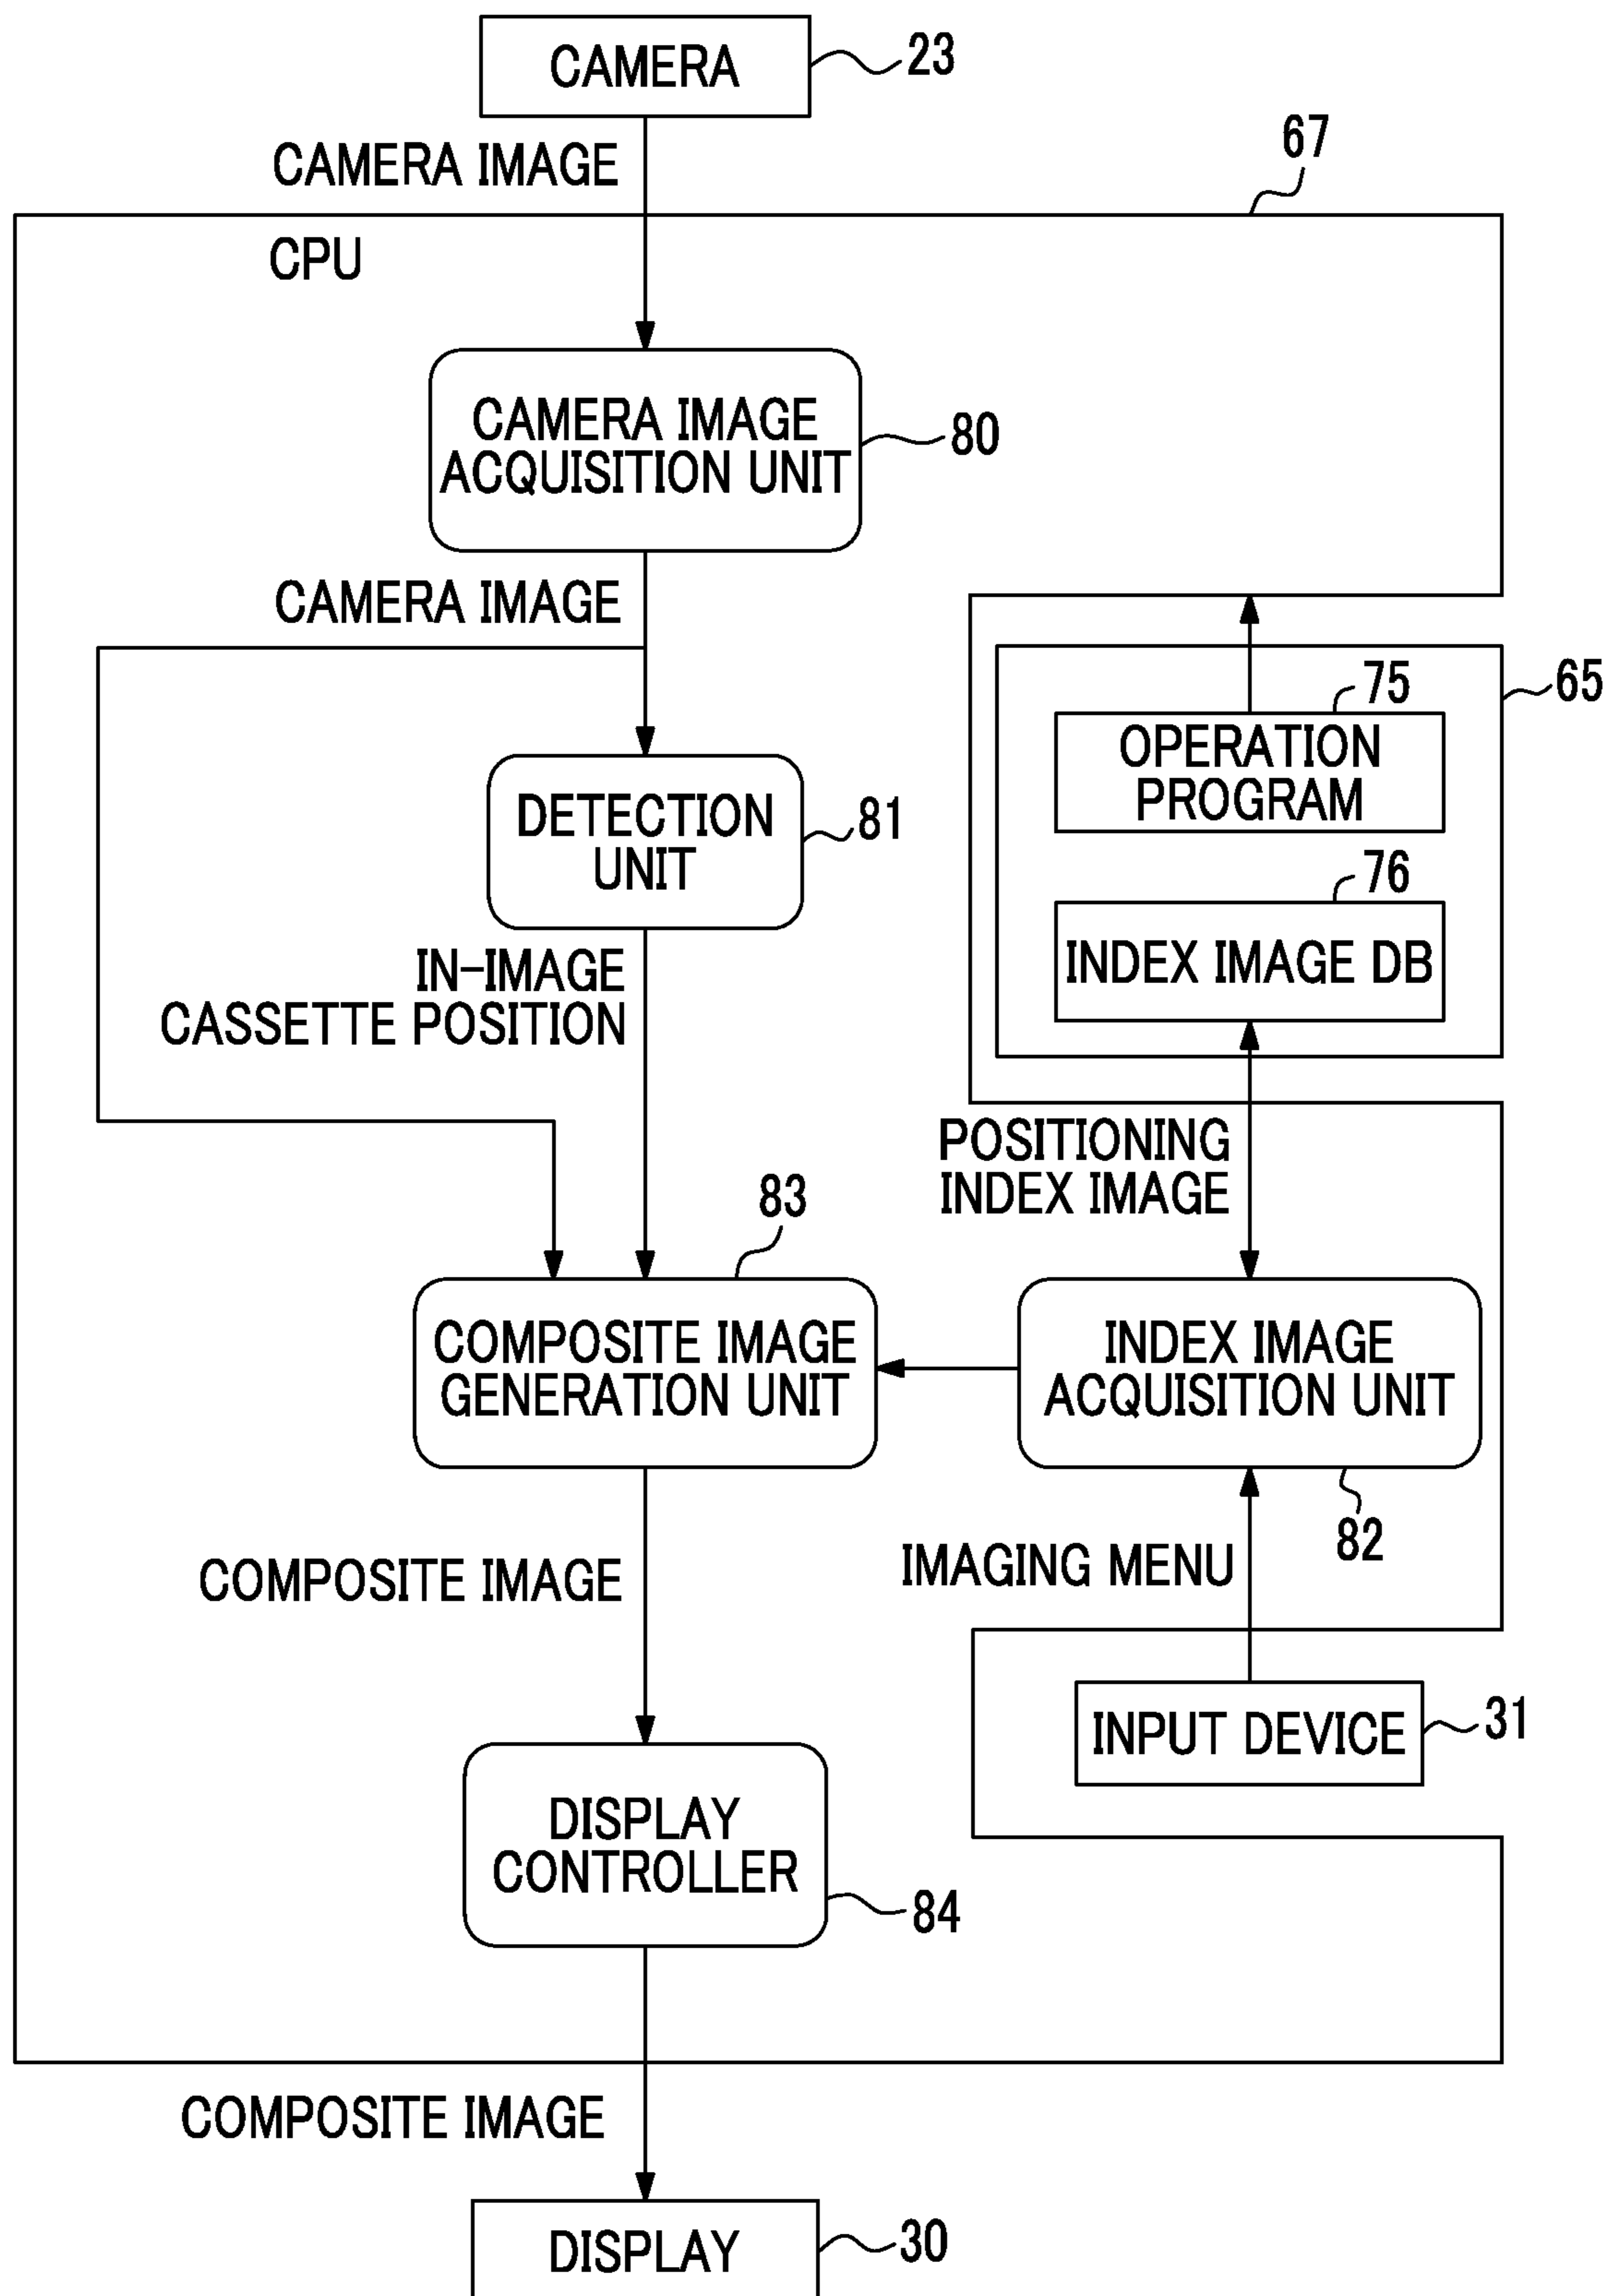 CAMERA
23
CAMERA IMAGE
67
CPU
CAMERA IMAGE
ACQUISITION UNIT
80
CAMERA IMAGE
65
75
OPERATION
PROGRAM
DETECTION
UNIT
81
76
INDEX IMAGE DB
IN-IMAGE
CASSETTE POSITION
POSITIONING
INDEX IMAGE
83
COMPOSITE IMAGE
GENERATION UNIT
INDEX IMAGE
ACQUISITION UNIT
82
COMPOSITE IMAGE
IMAGING MENU
INPUT DEVICE
31
DISPLAY
CONTROLLER
84
COMPOSITE IMAGE
DISPLAY
30